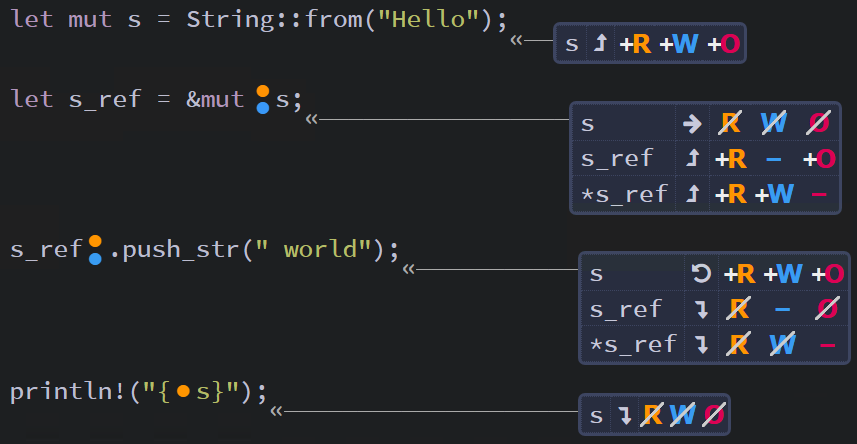 let mut s = String::from("Hello");
« s ⮥ +R +W +O
let s_ref = &mut s;
« s → R W O
s_ref ⮥ +R - +O
*s_ref ⮥ +R +W -
s_ref.push_str(" world");
« s ↺ +R +W +O
s_ref ↴ R - O
*s_ref ↴ R W -
println!("{s}");
« s ↴ R W O